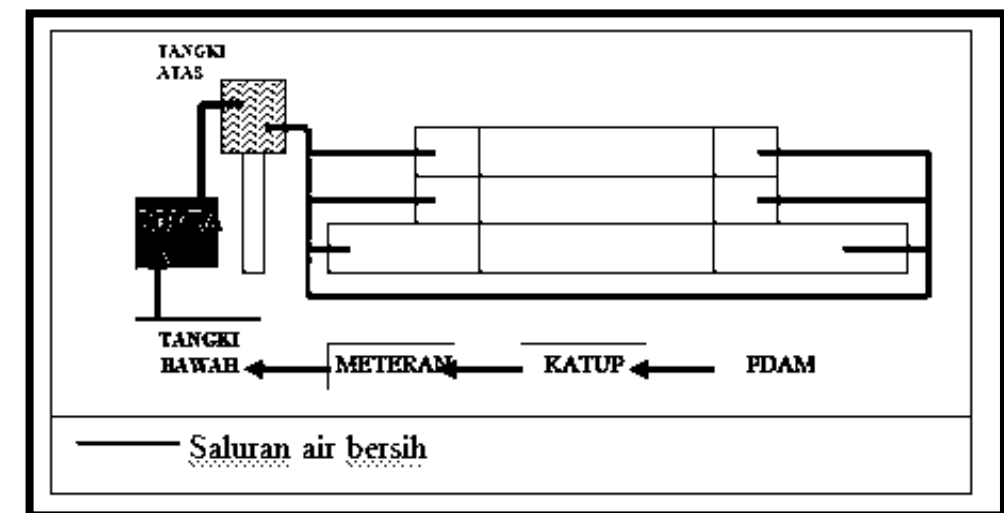 TANGKI
ATAS
TANGKI
BAWAH
METERAN
KATUP
PDAM
Saluran air bersih